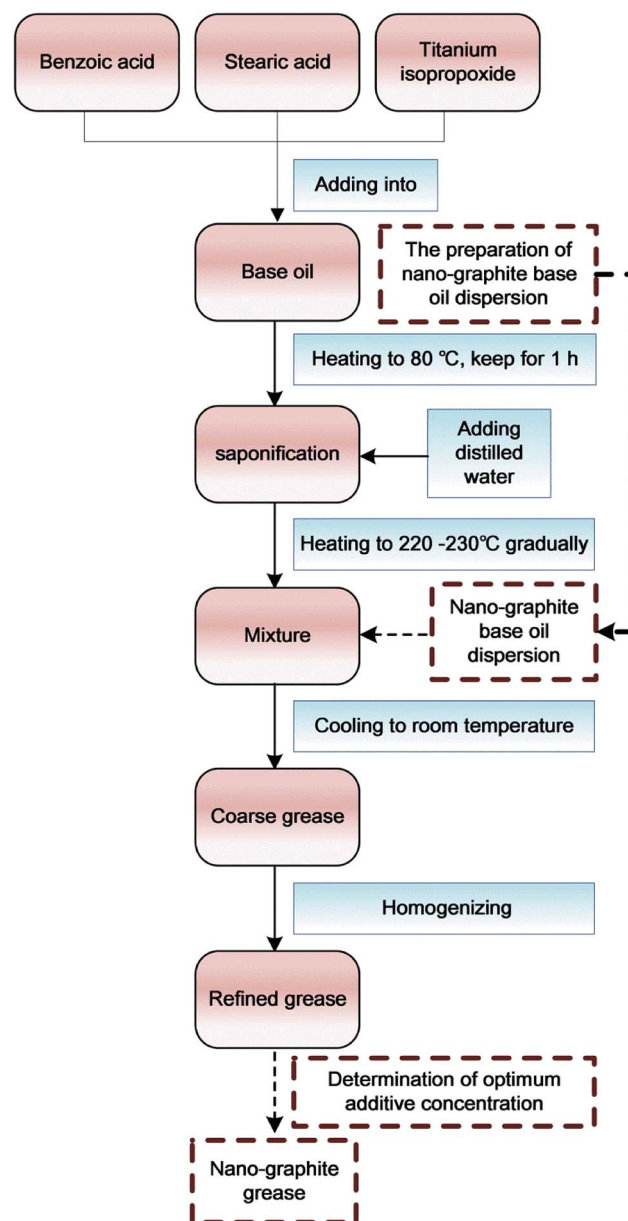 Benzoic acid
Stearic acid
Titanium
isopropoxide
Adding into
Base oil
The preparation of
nano-graphite base
oil dispersion
Heating to 80 ℃, keep for 1 h
saponification
Adding
distilled
water
Heating to 220 -230℃ gradually
Mixture
Nano-graphite
base oil
dispersion
Cooling to room temperature
Coarse grease
Homogenizing
Refined grease
Determination of optimum
additive concentration
Nano-graphite
grease